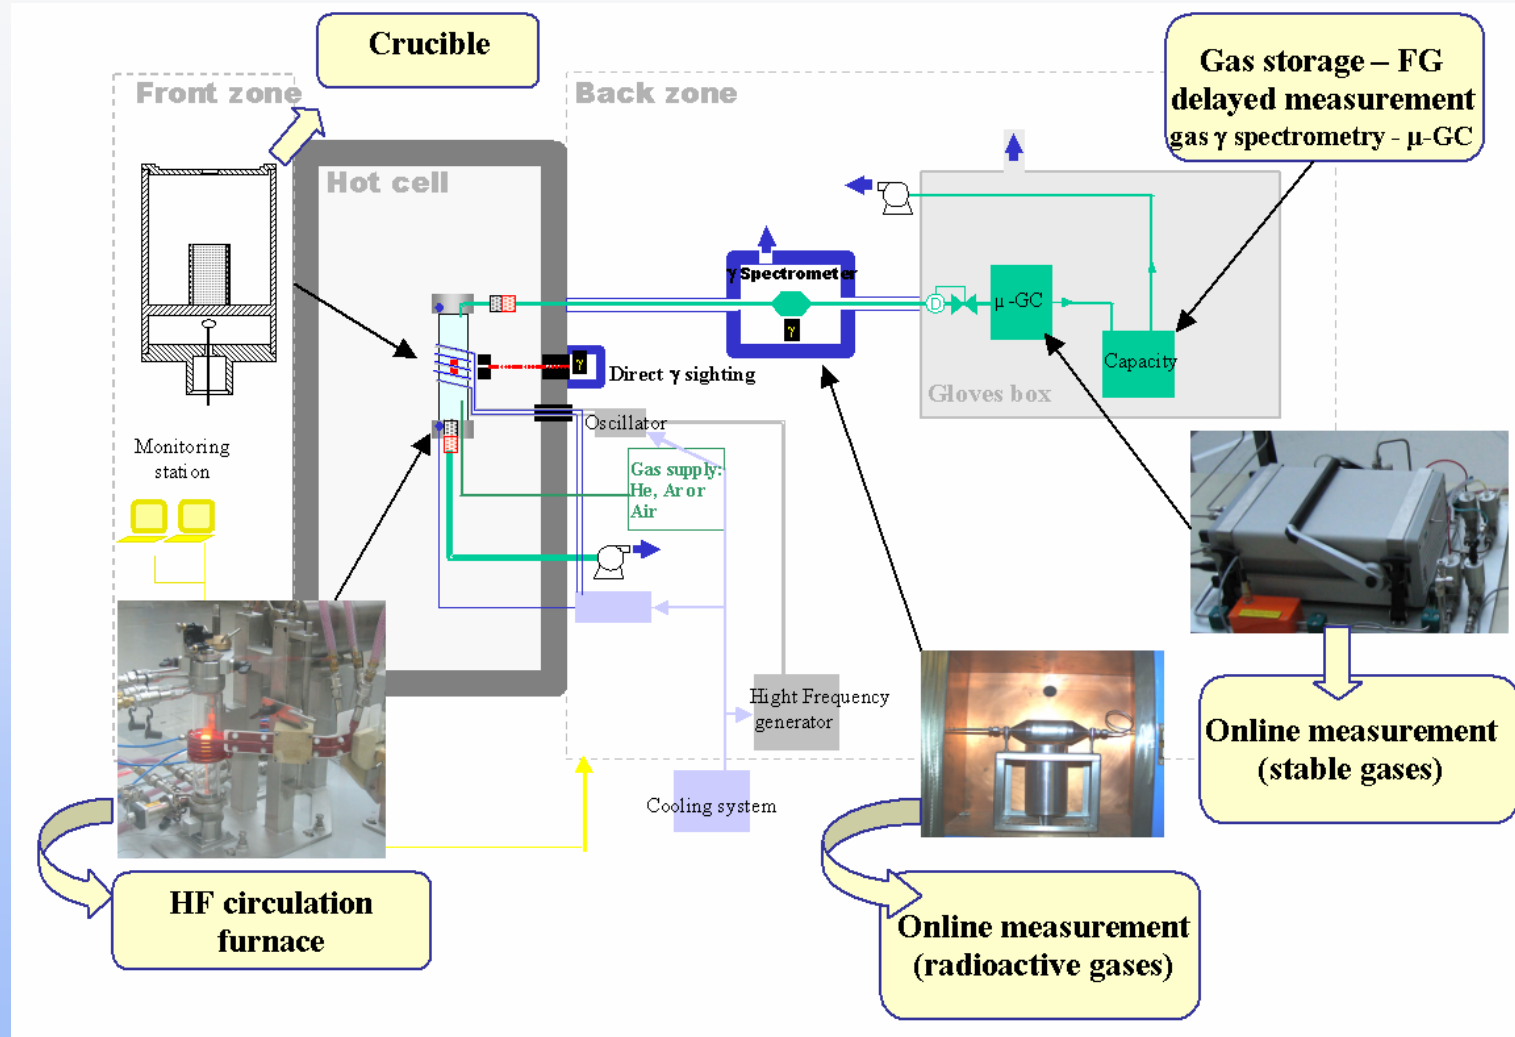 Crucible
Gas storage – FG
delayed measurement
gas γ spectrometry - μ-GC
Front zone
Back zone
Hot cell
γ Spectrometer
γ
D
μ -GC
Capacity
Gloves box
γ
Direct γ sighting
Oscillator
Monitoring
station
Gas supply:
He, Ar or
Air
Hight Frequency
generator
Cooling system
Online measurement
(stable gases)
HF circulation
furnace
Online measurement
(radioactive gases)